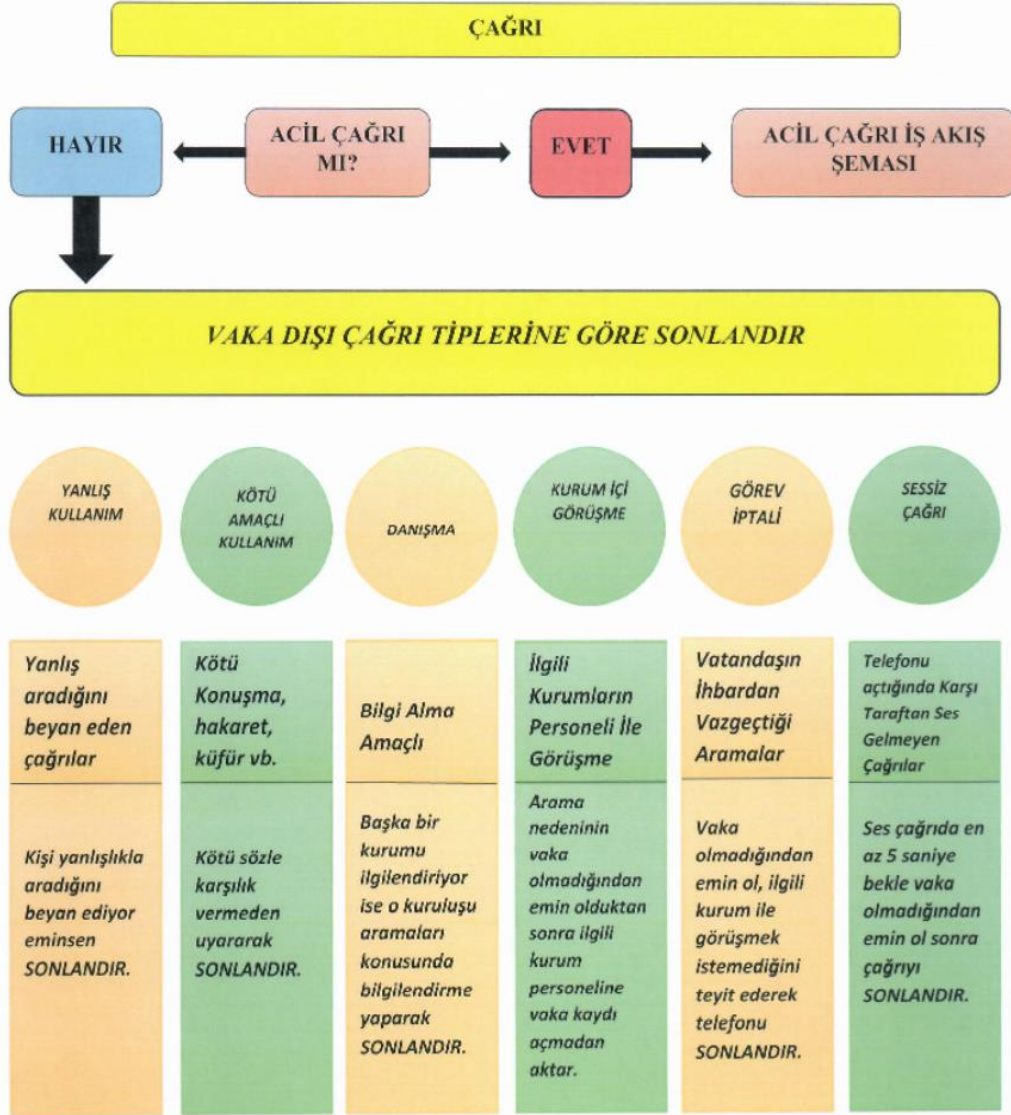 ÇAĞRI
HAYIR
ACİL ÇAĞRI
MI?
EVET
ACİL ÇAĞRI İŞ AKIŞ
ŞEMASI
VAKA DIŞI ÇAĞRI TİPLERİNE GÖRE SONLANDIR
YANLIŞ
KULLANIM
KÖTÜ
AMAÇLI
KULLANIM
DANIŞMA
KURUM İÇİ
GÖRÜŞME
GÖREV
İPTALİ
SESSİZ
ÇAĞRI
Yanlış
aradığını
beyan eden
çağrılar
Kötü
Konuşma,
hakaret,
küfür vb.
Bilgi Alma
Amaçlı
İlgili
Kurumların
Personeli İle
Görüşme
Vatandaşın
İhbardan
Vazgeçtiği
Aramalar
Telefonu
açtığında Karşı
Taraftan Ses
Gelmeyen
Çağrılar
Kişi yanlışlıkla
aradığını
beyan ediyor
eminsen
SONLANDIR.
Kötü sözle
karşılık
vermeden
uyararak
SONLANDIR.
Başka bir
kurumu
ilgilendiriyor
ise o kuruluşu
aramaları
konusunda
bilgilendirme
yaparak
SONLANDIR.
Arama
nedeninin
vaka
olmadığından
emin olduktan
sonra ilgili
kurum
personeline
vaka kaydı
açmadan
aktar.
Vaka
olmadığından
emin ol, ilgili
kurum ile
görüşmek
istemediğini
teyit ederek
telefonu
SONLANDIR.
Ses çağrıda en
az 5 saniye
bekle vaka
olmadığından
emin ol sonra
çağrıyı
SONLANDIR.